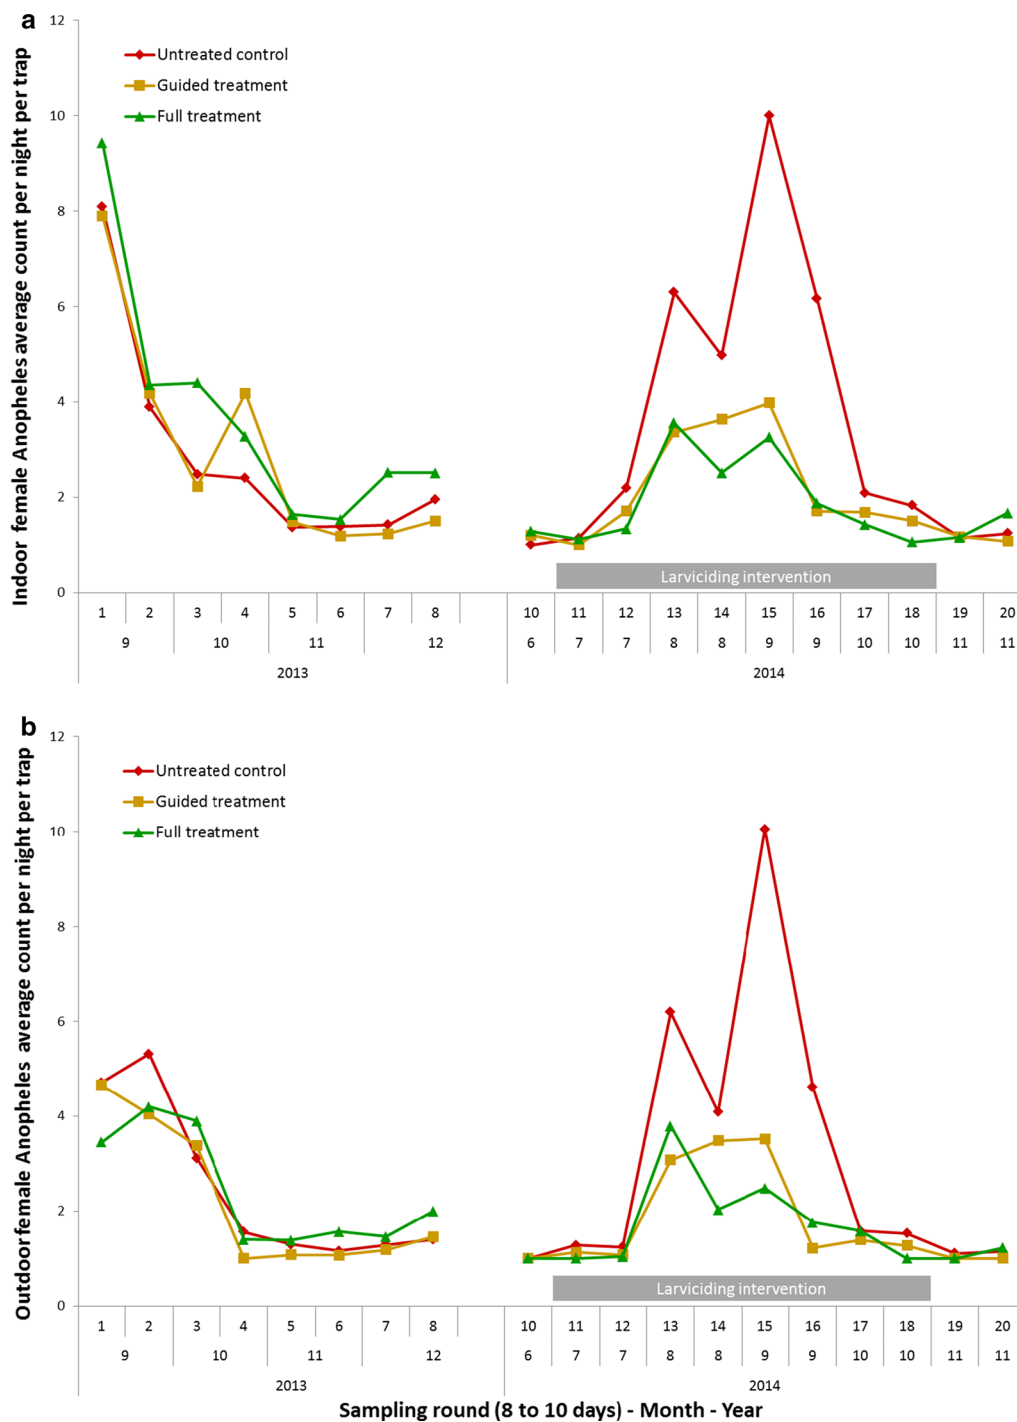 a
Indoor female Anopheles average count per night per trap
12
10
8
6
4
2
0
Untreated control
Guided treatment
Full treatment
Larviciding intervention
1 2 3 4 5 6 7 8 10 11 12 13 14 15 16 17 18 19 20
9 10 11 12 6 7 7 8 8 9 9 10 10 11 11
2013 2014
b
Outdoor female Anopheles average count per night per trap
12
10
8
6
4
2
0
Untreated control
Guided treatment
Full treatment
Larviciding intervention
1 2 3 4 5 6 7 8 10 11 12 13 14 15 16 17 18 19 20
9 10 11 12 6 7 7 8 8 9 9 10 10 11 11
2013 2014
Sampling round (8 to 10 days) - Month - Year